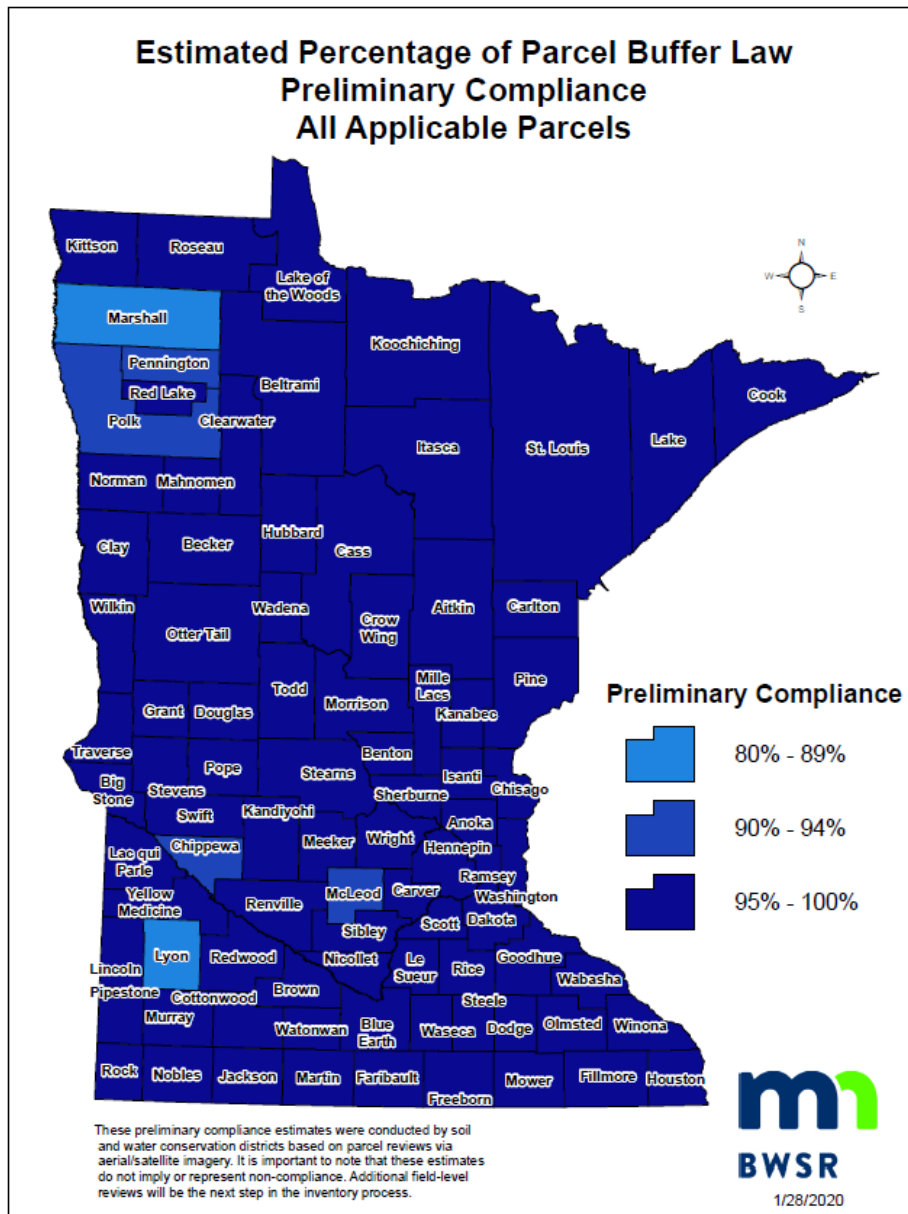 Estimated Percentage of Parcel Buffer Law
Preliminary Compliance
All Applicable Parcels
Kittson
Roseau
Lake of
the Woods
N
W
E
S
Marshall
Koochiching
Pennington
Beltrami
Red Lake
Cook
Polk
Clearwater
Itasca
St. Louis
Lake
Norman
Mahnomen
Hubbard
Clay
Becker
Cass
Wilkin
Wadena
Aitkin
Carlton
Crow
Wing
Otter Tail
Pine
Mille
Lacs
Todd
Morrison
Kanabec
Grant
Douglas
Preliminary Compliance
Traverse
Benton
Pope
Stearns
Isanti
80% - 89%
Big
Stone
Stevens
Sherburne
Chisago
Swift
Kandiyohi
Anoka
90% - 94%
Chippewa
Meeker
Wright
Hennepin
Lac qui
Parle
Ramsey
McLeod
Carver
Washington
95% - 100%
Yellow
Medicine
Renville
Scott
Dakota
Sibley
Lyon
Redwood
Nicollet
Le
Sueur
Rice
Goodhue
Lincoln
Wabasha
Pipestone
Cottonwood
Brown
Steele
Murray
Watonwan
Blue
Earth
Waseca
Dodge
Olmsted
Winona
Rock
Nobles
Jackson
Martin
Faribault
Freeborn
Mower
Fillmore
Houston
These preliminary compliance estimates were conducted by soil
and water conservation districts based on parcel reviews via
aerial/satellite imagery. It is important to note that these estimates
do not imply or represent non-compliance. Additional field-level
reviews will be the next step in the inventory process.
mn
BWSR
1/28/2020